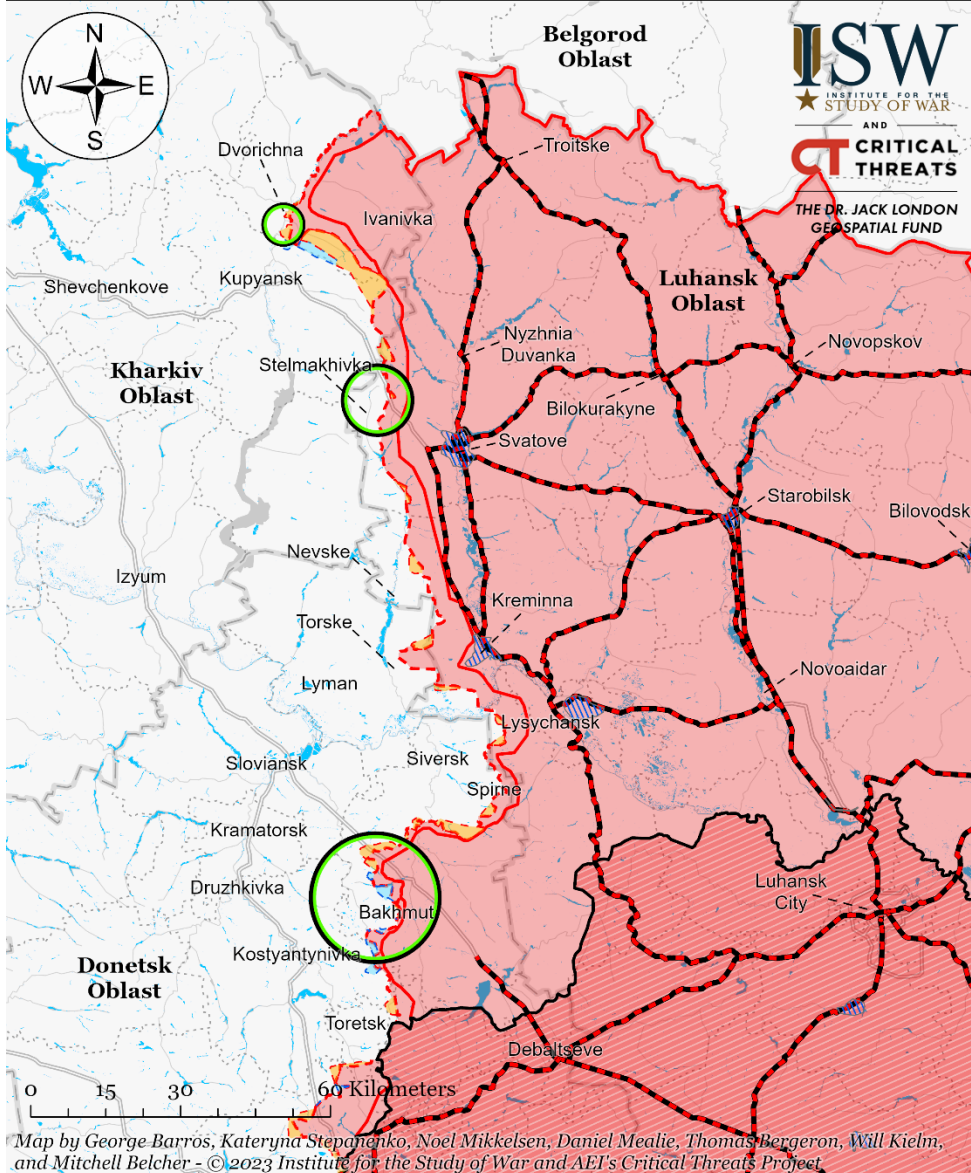 N
W E
S
Belgorod
Oblast
ISW
INSTITUTE FOR THE
STUDY OF WAR
AND
CT CRITICAL
THREATS
THE DR. JACK LONDON
GEOSPATIAL FUND
Dvorichna
Troitske
Ivanivka
Kupyansk
Shevchenkove
Luhansk
Oblast
Nyzhnia
Duvanka
Novopskov
Stelmakhivka
Kharkiv
Oblast
Bilokurakyne
Svatove
Starobilsk
Bilovodsk
Nevske
Izyum
Kreminna
Torske
Novoaidar
Lyman
Lysychansk
Siversk
Sloviansk
Spirne
Kramatorsk
Druzhkivka
Luhansk
City
Bakhmut
Kostyantynivka
Donetsk
Oblast
Toretsk
Debaltseve
0 15 30 60 Kilometers
Map by George Barros, Kateryna Stepanenko, Noel Mikkelsen, Daniel Mealie, Thomas Bergeron, Will Kielm,
and Mitchell Belcher - © 2023 Institute for the Study of War and AEI's Critical Threats Project